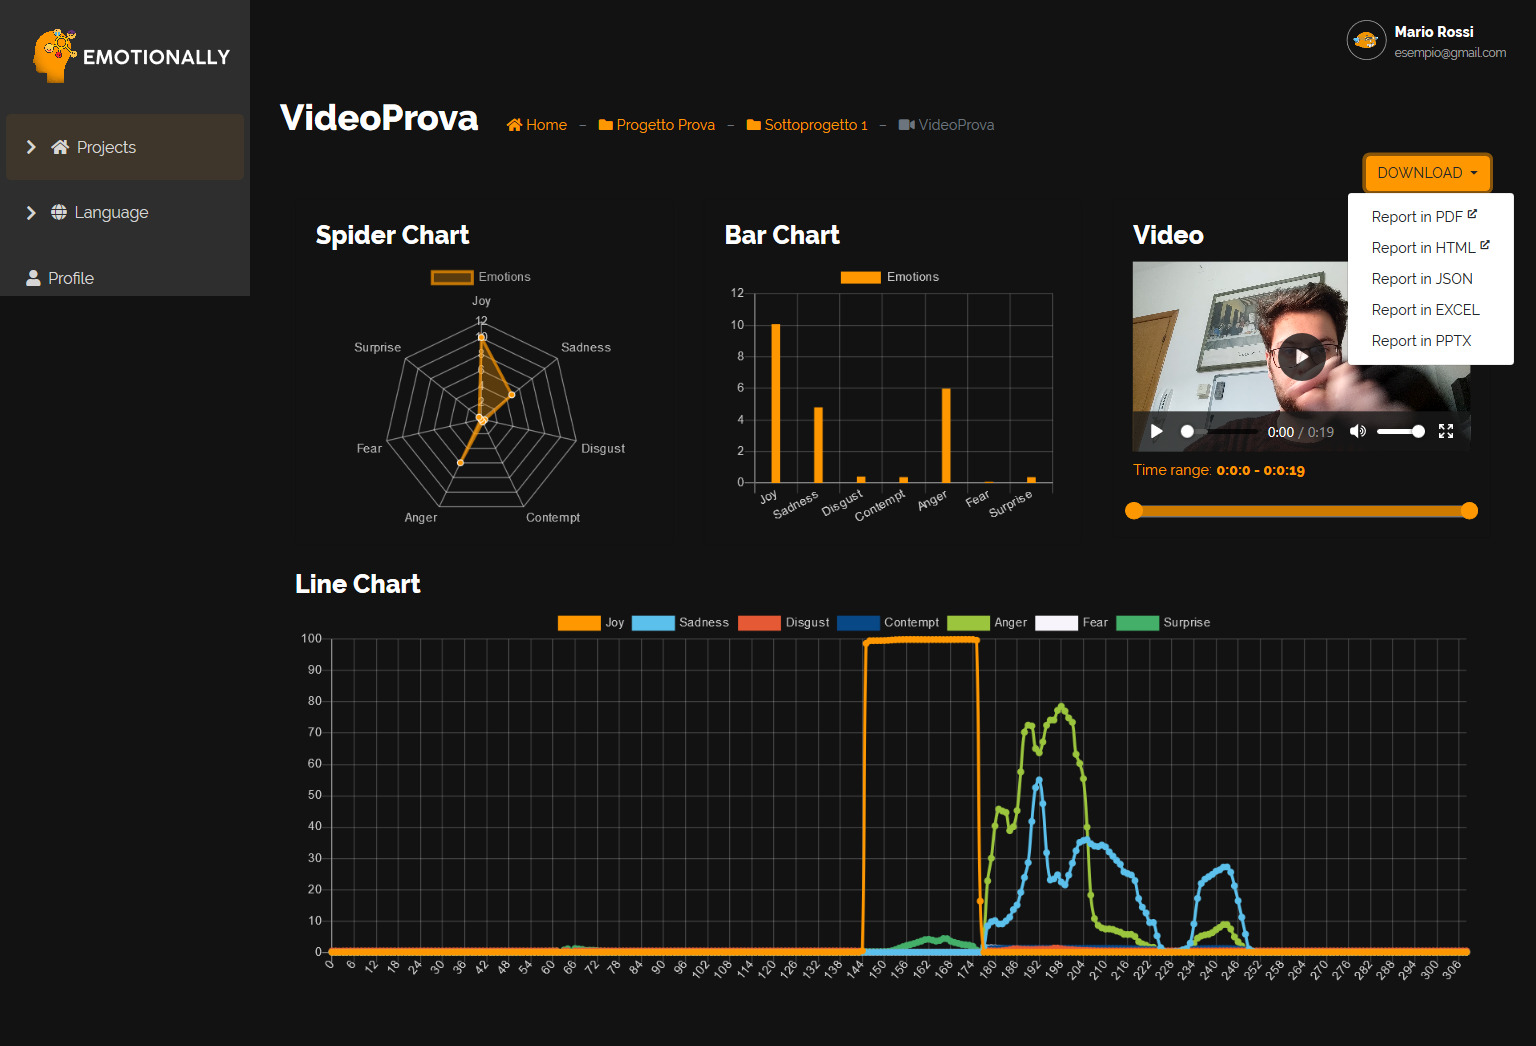 EMOTIONALLY
Mario Rossi
esempio@gmail.com
Projects
Language
Profile
VideoProva
Home – Progetto Prova – Sottoprogetto 1 – VideoProva
DOWNLOAD
Report in PDF
Report in HTML
Report in JSON
Report in EXCEL
Report in PPTX
Spider Chart
Emotions
Joy
12
10
8
6
4
2
Surprise
Sadness
Fear
Disgust
Anger
Contempt
Bar Chart
Emotions
12
10
8
6
4
2
0
Joy
Sadness
Disgust
Contempt
Anger
Fear
Surprise
Video
0:00 / 0:19
Time range: 0:0:0 - 0:0:19
Line Chart
Joy Sadness Disgust Contempt Anger Fear Surprise
100
90
80
70
60
50
40
30
20
10
0
0 6 12 18 24 30 36 42 48 54 60 66 72 78 84 90 96 102 108 114 120 126 132 138 144 150 156 162 168 174 180 186 192 198 204 210 216 222 228 234 240 246 252 258 264 270 276 282 288 294 300 306